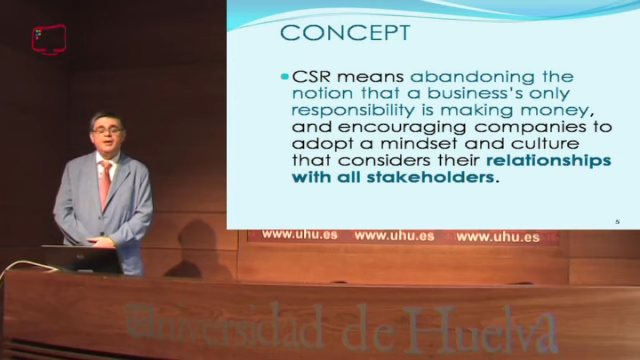 CONCEPT
CSR means abandoning the
notion that a business's only
responsibility is making money,
and encouraging companies to
adopt a mindset and culture
that considers their relationships
with all stakeholders.
5
www.uhu.es www.uhu.es www.uhu.es
Universidad de Huelva